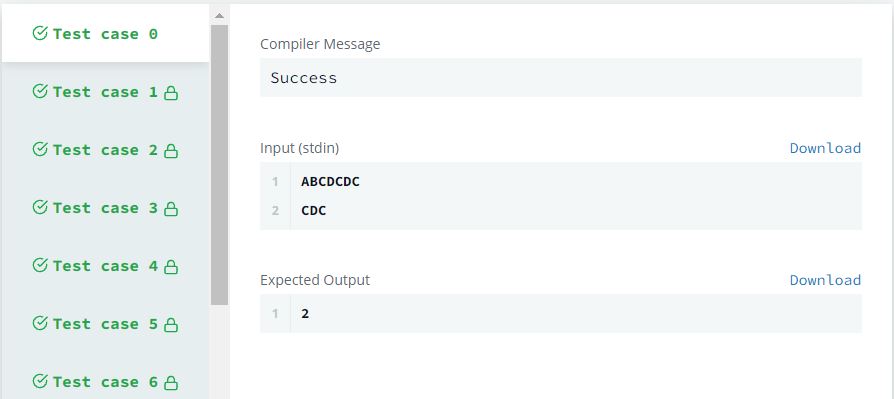 Test case 0
Test case 1
Test case 2
Test case 3
Test case 4
Test case 5
Test case 6
Compiler Message
Success
Input (stdin) Download
1 ABCDCDC
2 CDC
Expected Output Download
1 2